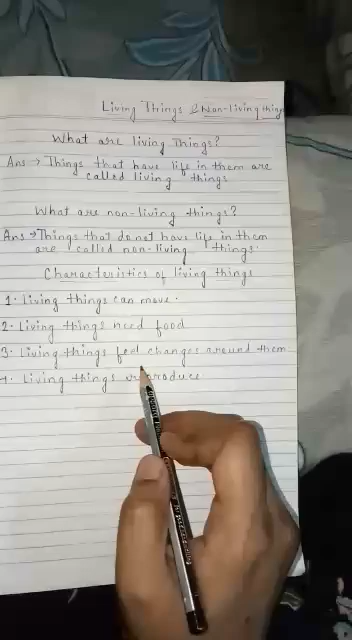 Living Things & Non-living things
What are living Things?
Ans → Things that have life in them are
called living things
What are non-living things?
Ans → Things that do not have life in them
are called non-living things.
Characteristics of living things
1. Living things can move.
2. Living things need food
3. Living things feel changes around them
4. Living things reproduce